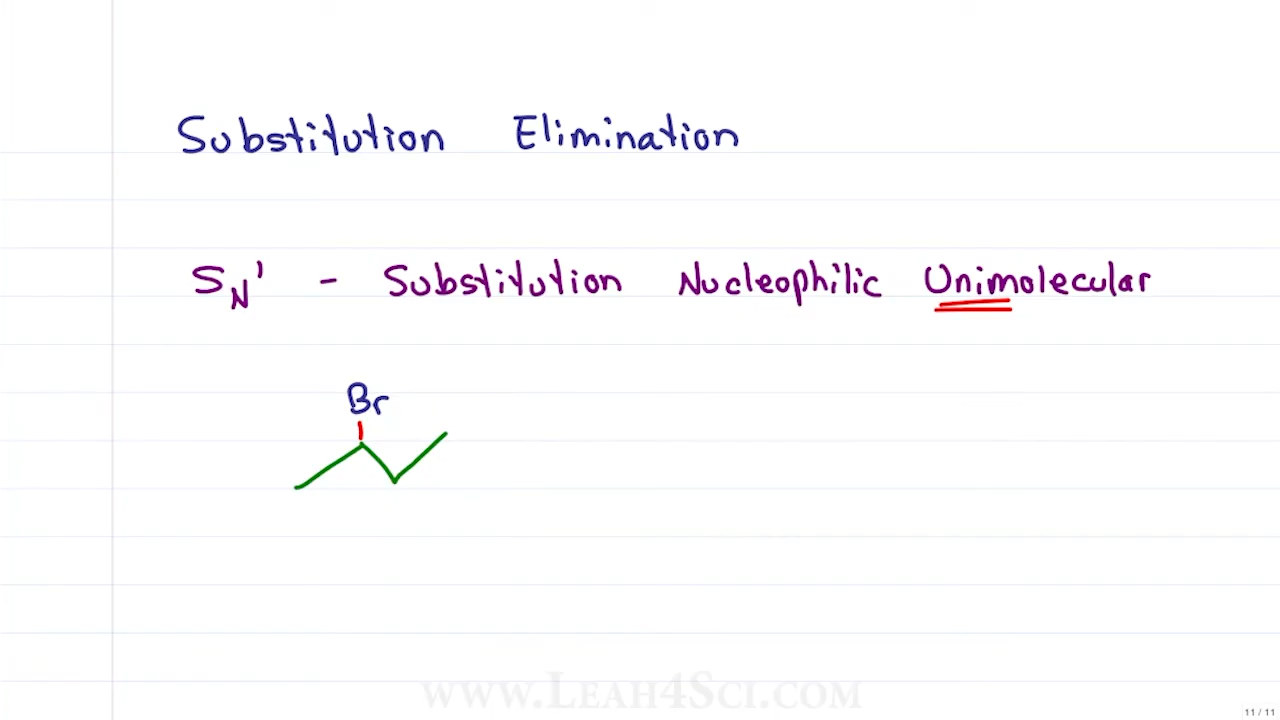 Substitution Elimination
SN1 - Substitution Nucleophilic Unimolecular
Br
www.Leah4Sci.com
11 / 11